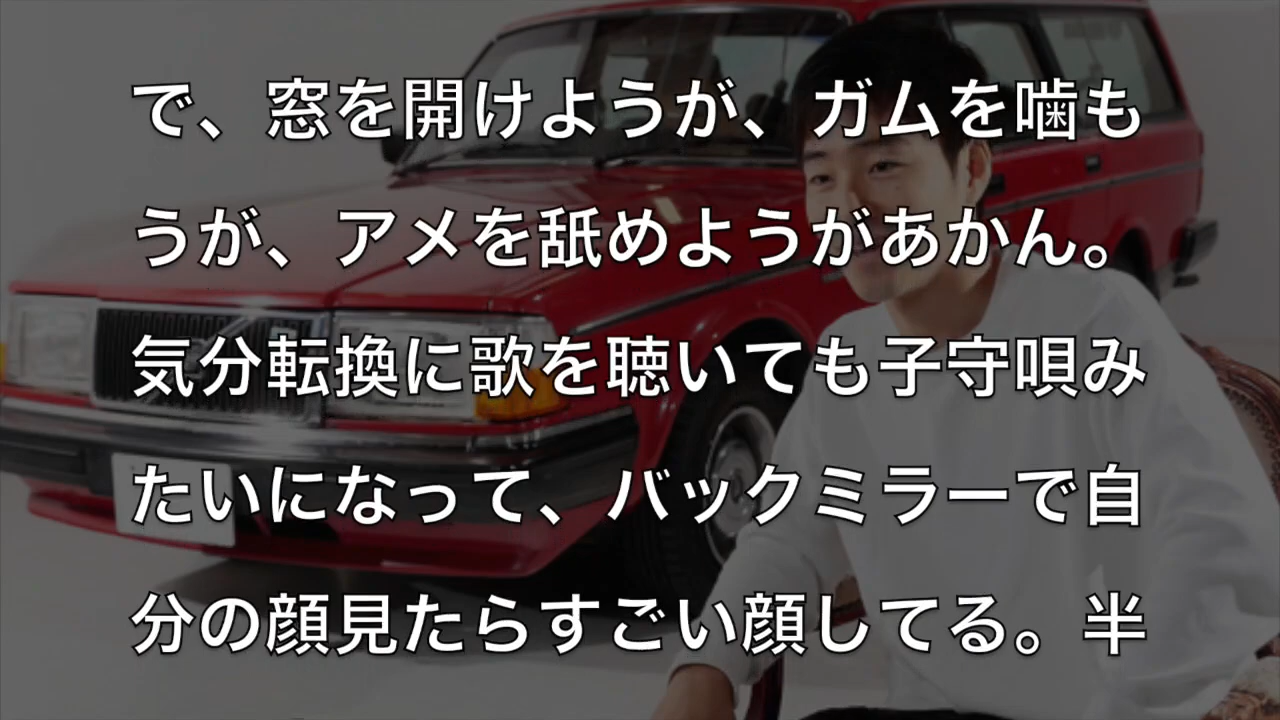 で、窓を開けようが、ガムを噛も
うが、アメを舐めようがあかん。
気分転換に歌を聴いても子守唄み
たいになって、バックミラーで自
分の顔見たらすごい顔してる。半